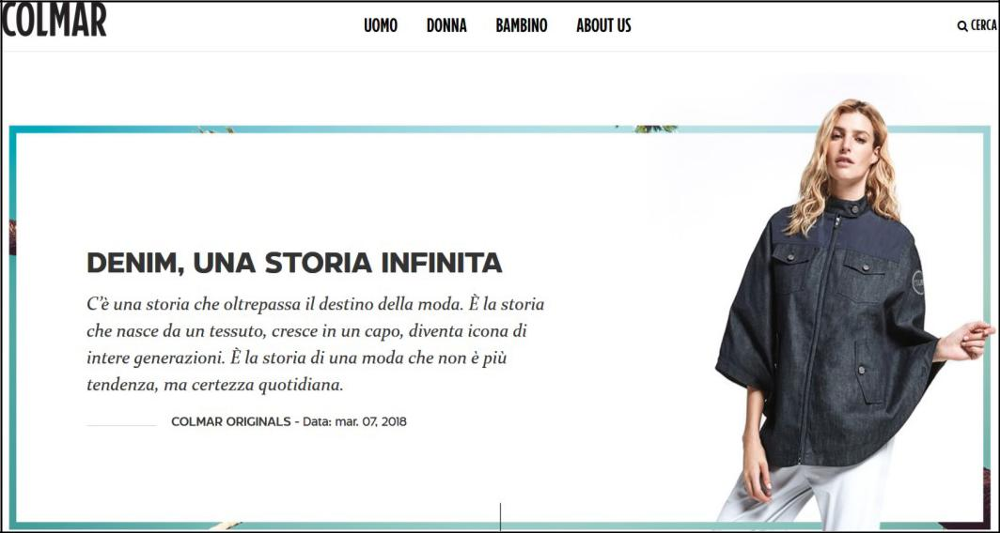 COLMAR
UOMO DONNA BAMBINO ABOUT US
CERCA
DENIM, UNA STORIA INFINITA
C'è una storia che oltrepassa il destino della moda. È la storia
che nasce da un tessuto, cresce in un capo, diventa icona di
intere generazioni. È la storia di una moda che non è più
tendenza, ma certezza quotidiana.
COLMAR ORIGINALS - Data: mar. 07, 2018